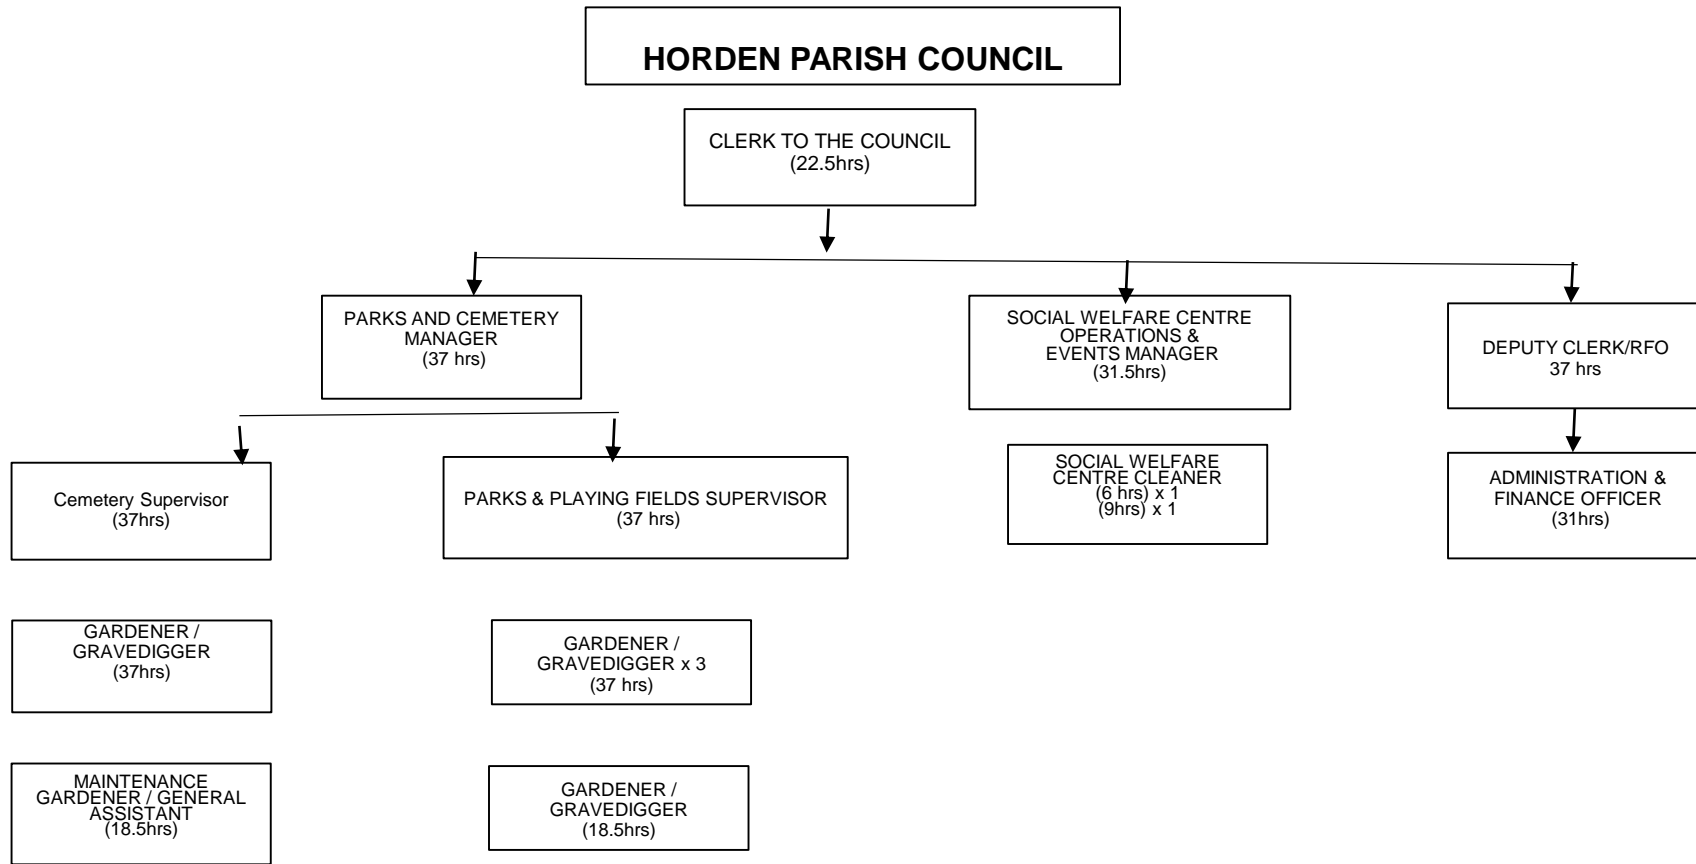 HORDEN PARISH COUNCIL
CLERK TO THE COUNCIL
(22.5hrs)
PARKS AND CEMETERY
MANAGER
(37 hrs)
SOCIAL WELFARE CENTRE
OPERATIONS &
EVENTS MANAGER
(31.5hrs)
DEPUTY CLERK/RFO
37 hrs
Cemetery Supervisor
(37hrs)
PARKS & PLAYING FIELDS SUPERVISOR
(37 hrs)
SOCIAL WELFARE
CENTRE CLEANER
(6 hrs) x 1
(9hrs) x 1
ADMINISTRATION &
FINANCE OFFICER
(31hrs)
GARDENER /
GRAVEDIGGER
(37hrs)
GARDENER /
GRAVEDIGGER x 3
(37 hrs)
MAINTENANCE
GARDENER / GENERAL
ASSISTANT
(18.5hrs)
GARDENER /
GRAVEDIGGER
(18.5hrs)